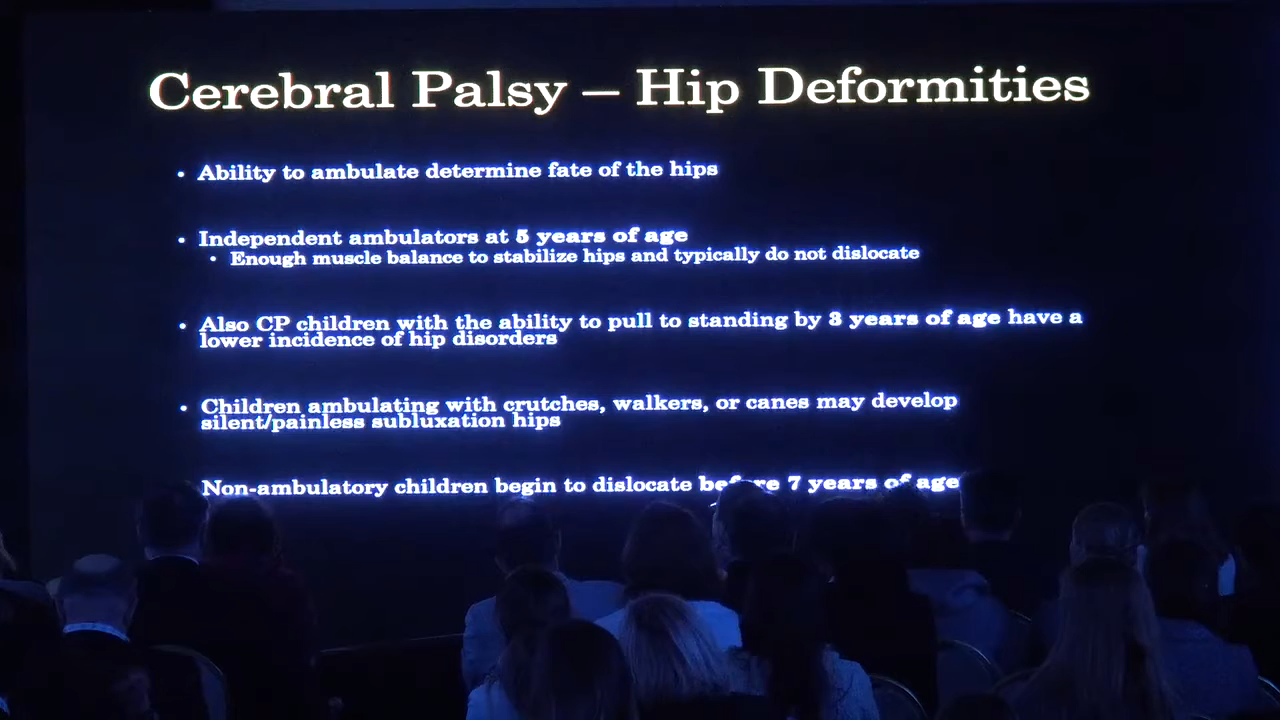 Cerebral Palsy – Hip Deformities
• Ability to ambulate determine fate of the hips
• Independent ambulators at 5 years of age
• Enough muscle balance to stabilize hips and typically do not dislocate
• Also CP children with the ability to pull to standing by 3 years of age have a
lower incidence of hip disorders
• Children ambulating with crutches, walkers, or canes may develop
silent/painless subluxation hips
Non-ambulatory children begin to dislocate before 7 years of age